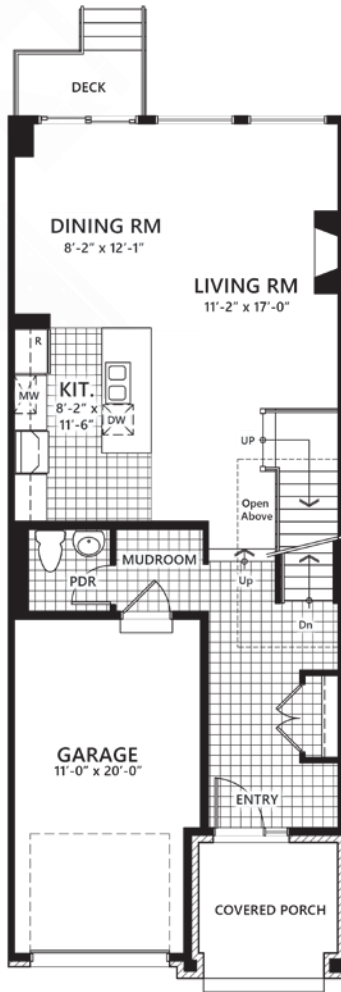 DECK
DINING RM
8'-2" x 12'-1"
LIVING RM
11'-2" x 17'-0"
R
MW
KIT.
8'-2" x
11'-6"
DW
UP
Open
Above
MUDROOM
PDR
Up
Dn
GARAGE
11'-0" x 20'-0"
ENTRY
COVERED PORCH